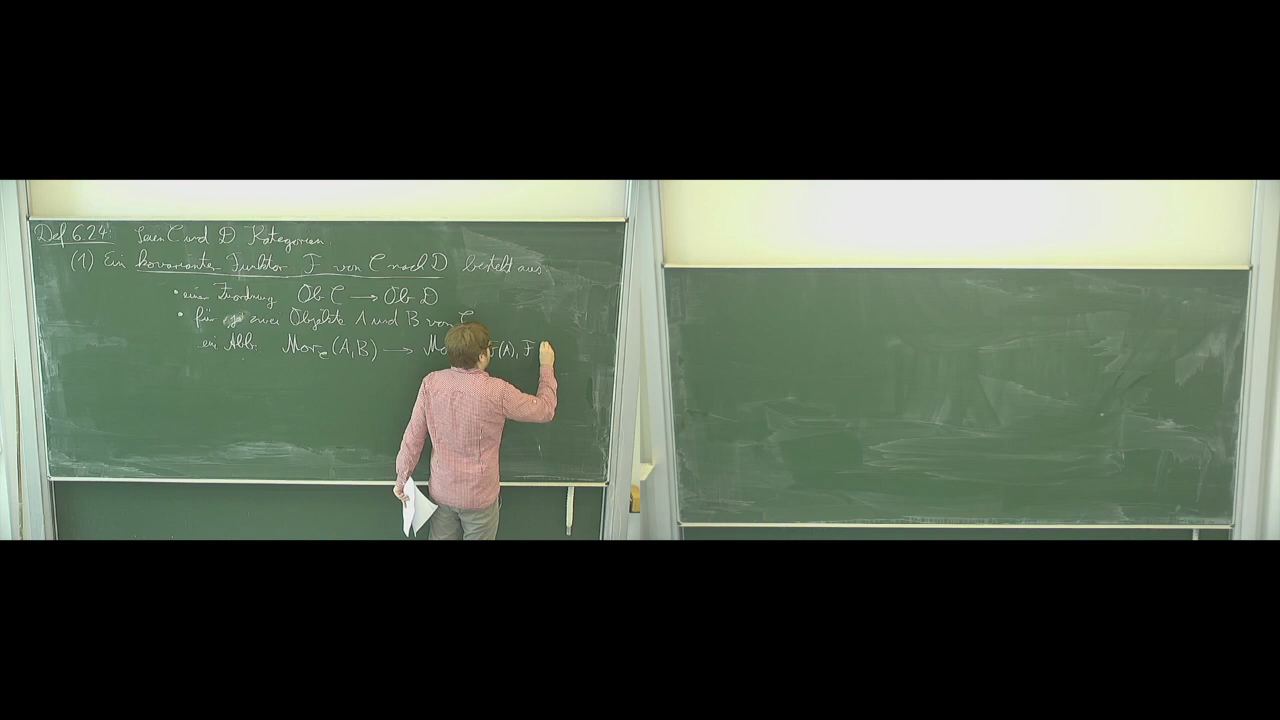 Def 6.24: Seien C und D Kategorien.
(1) Ein kovarianter Funktor F von C nach D besteht aus
• einer Zuordnung Ob C → Ob D
• für je zwei Objekte A und B von C
ein Abb. Mor_C(A,B) → Mo F(A), F